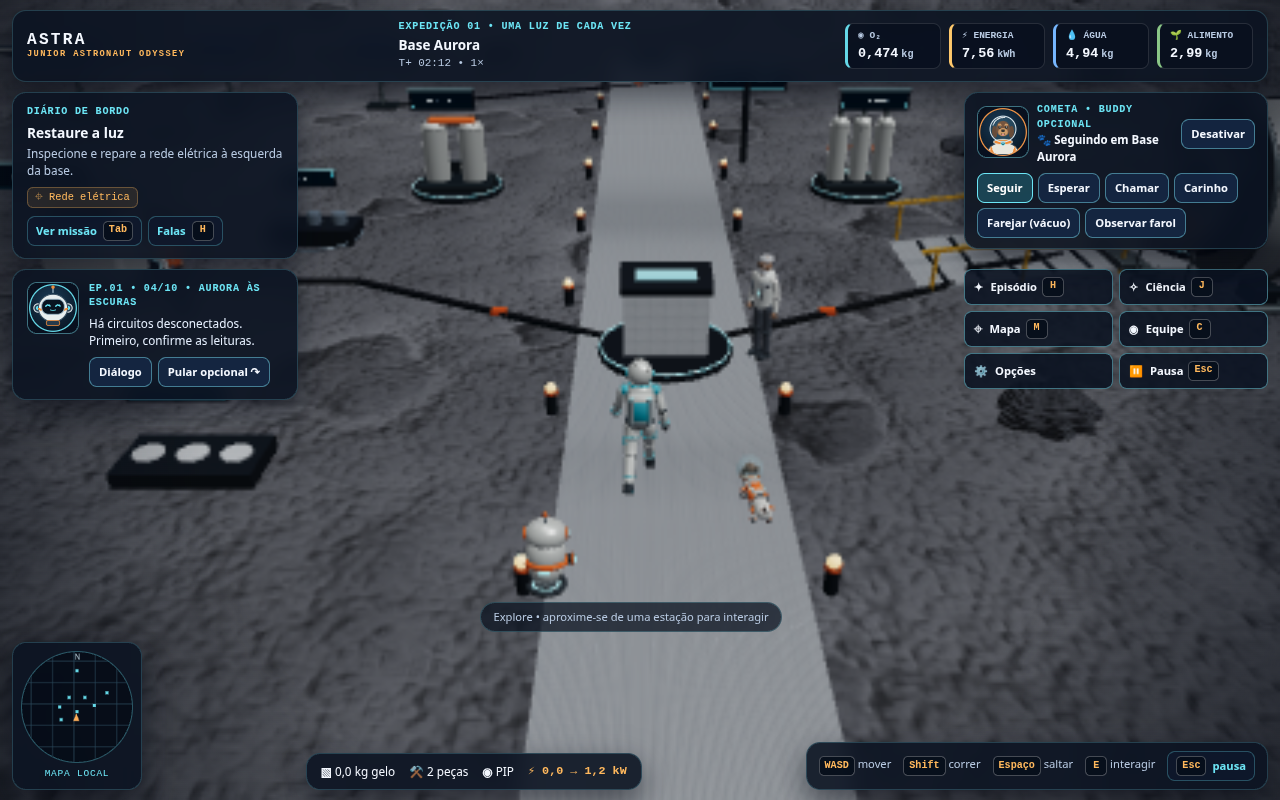 ASTRA
JUNIOR ASTRONAUT ODYSSEY
EXPEDIÇÃO 01 • UMA LUZ DE CADA VEZ
Base Aurora
T+ 02:12 • 1×
◉ O₂
0,474 kg
⚡ ENERGIA
7,56 kWh
💧 ÁGUA
4,94 kg
🌱 ALIMENTO
2,99 kg
DIÁRIO DE BORDO
Restaure a luz
Inspecione e repare a rede elétrica à esquerda
da base.
⌖ Rede elétrica
Ver missão Tab
Falas H
EP.01 • 04/10 • AURORA ÀS
ESCURAS
Há circuitos desconectados.
Primeiro, confirme as leituras.
Diálogo
Pular opcional ↷
COMETA • BUDDY
OPCIONAL
🐾 Seguindo em Base
Aurora
Desativar
Seguir
Esperar
Chamar
Carinho
Farejar (vácuo)
Observar farol
✦ Episódio H
✧ Ciência J
⌖ Mapa M
◉ Equipe C
⚙️ Opções
⏸️ Pausa Esc
Explore • aproxime-se de uma estação para interagir
N
MAPA LOCAL
▧ 0,0 kg gelo
⚒️ 2 peças
◉ PIP
⚡ 0,0 → 1,2 kW
WASD mover
Shift correr
Espaço saltar
E interagir
Esc pausa